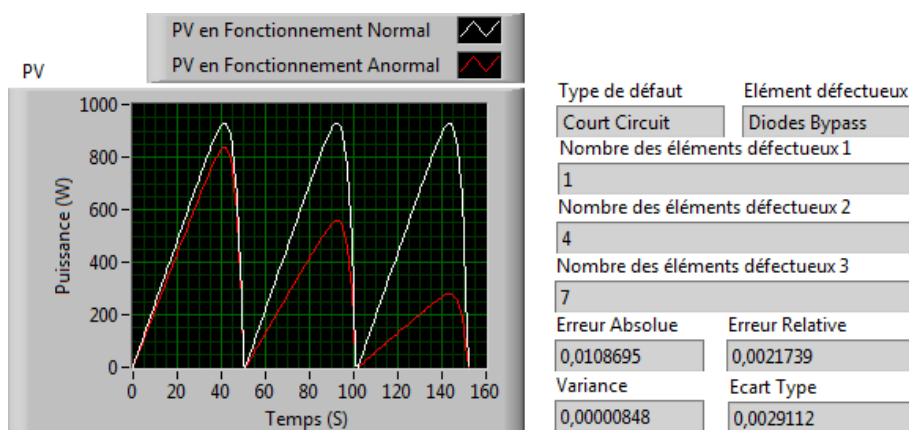 PV en Fonctionnement Normal
PV en Fonctionnement Anormal
PV
1000
800
600
400
200
0
Puissance (W)
0 20 40 60 80 100 120 140 160
Temps (S)
Type de défaut Elément défectueux
Court Circuit Diodes Bypass
Nombre des éléments défectueux 1
1
Nombre des éléments défectueux 2
4
Nombre des éléments défectueux 3
7
Erreur Absolue Erreur Relative
0,0108695 0,0021739
Variance Ecart Type
0,00000848 0,0029112